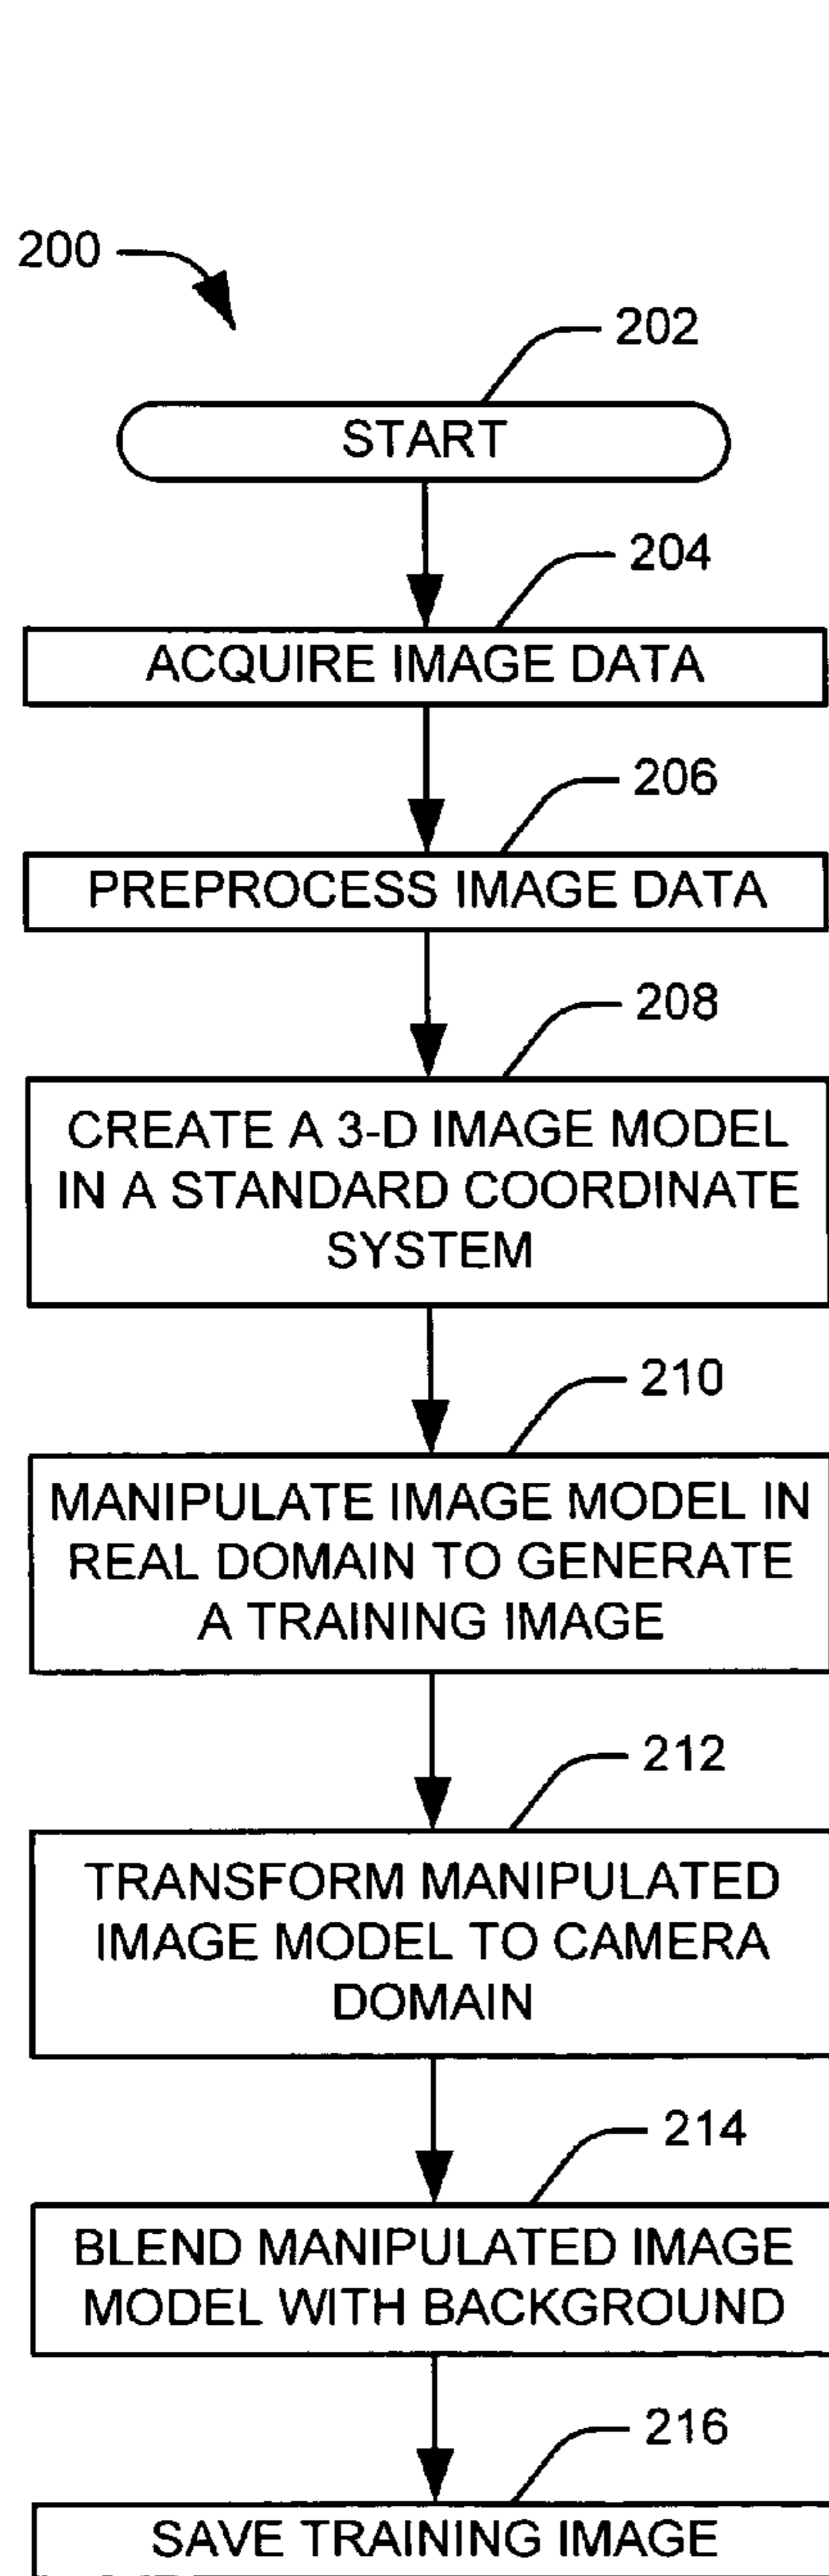 200
202
START
204
ACQUIRE IMAGE DATA
206
PREPROCESS IMAGE DATA
208
CREATE A 3-D IMAGE MODEL
IN A STANDARD COORDINATE
SYSTEM
210
MANIPULATE IMAGE MODEL IN
REAL DOMAIN TO GENERATE
A TRAINING IMAGE
212
TRANSFORM MANIPULATED
IMAGE MODEL TO CAMERA
DOMAIN
214
BLEND MANIPULATED IMAGE
MODEL WITH BACKGROUND
216
SAVE TRAINING IMAGE